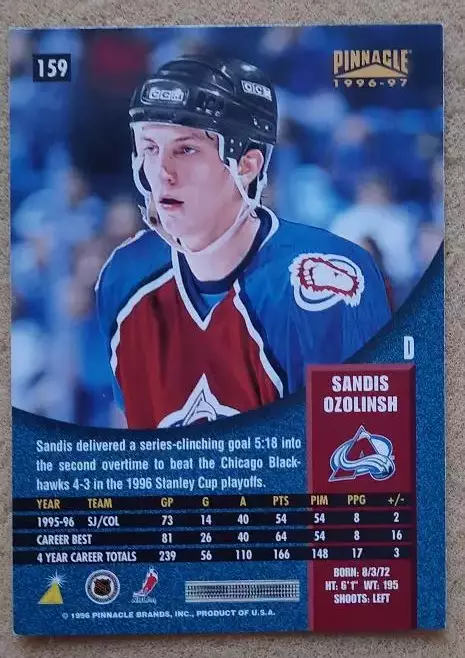 159
PINNACLE
1996-97
CCM
CCM
D
SANDIS
OZOLINSH
Sandis delivered a series-clinching goal 5:18 into
the second overtime to beat the Chicago Black-
hawks 4-3 in the 1996 Stanley Cup playoffs.
YEAR TEAM GP G A PTS PIM PPG +/-
1995-96 SJ/COL 73 14 40 54 54 8 2
CAREER BEST 81 26 40 64 54 8 16
4 YEAR CAREER TOTALS 239 56 110 166 148 17 3
BORN: 8/3/72
HT: 6'1" WT: 195
SHOOTS: LEFT
© 1996 PINNACLE BRANDS, INC., PRODUCT OF U.S.A.